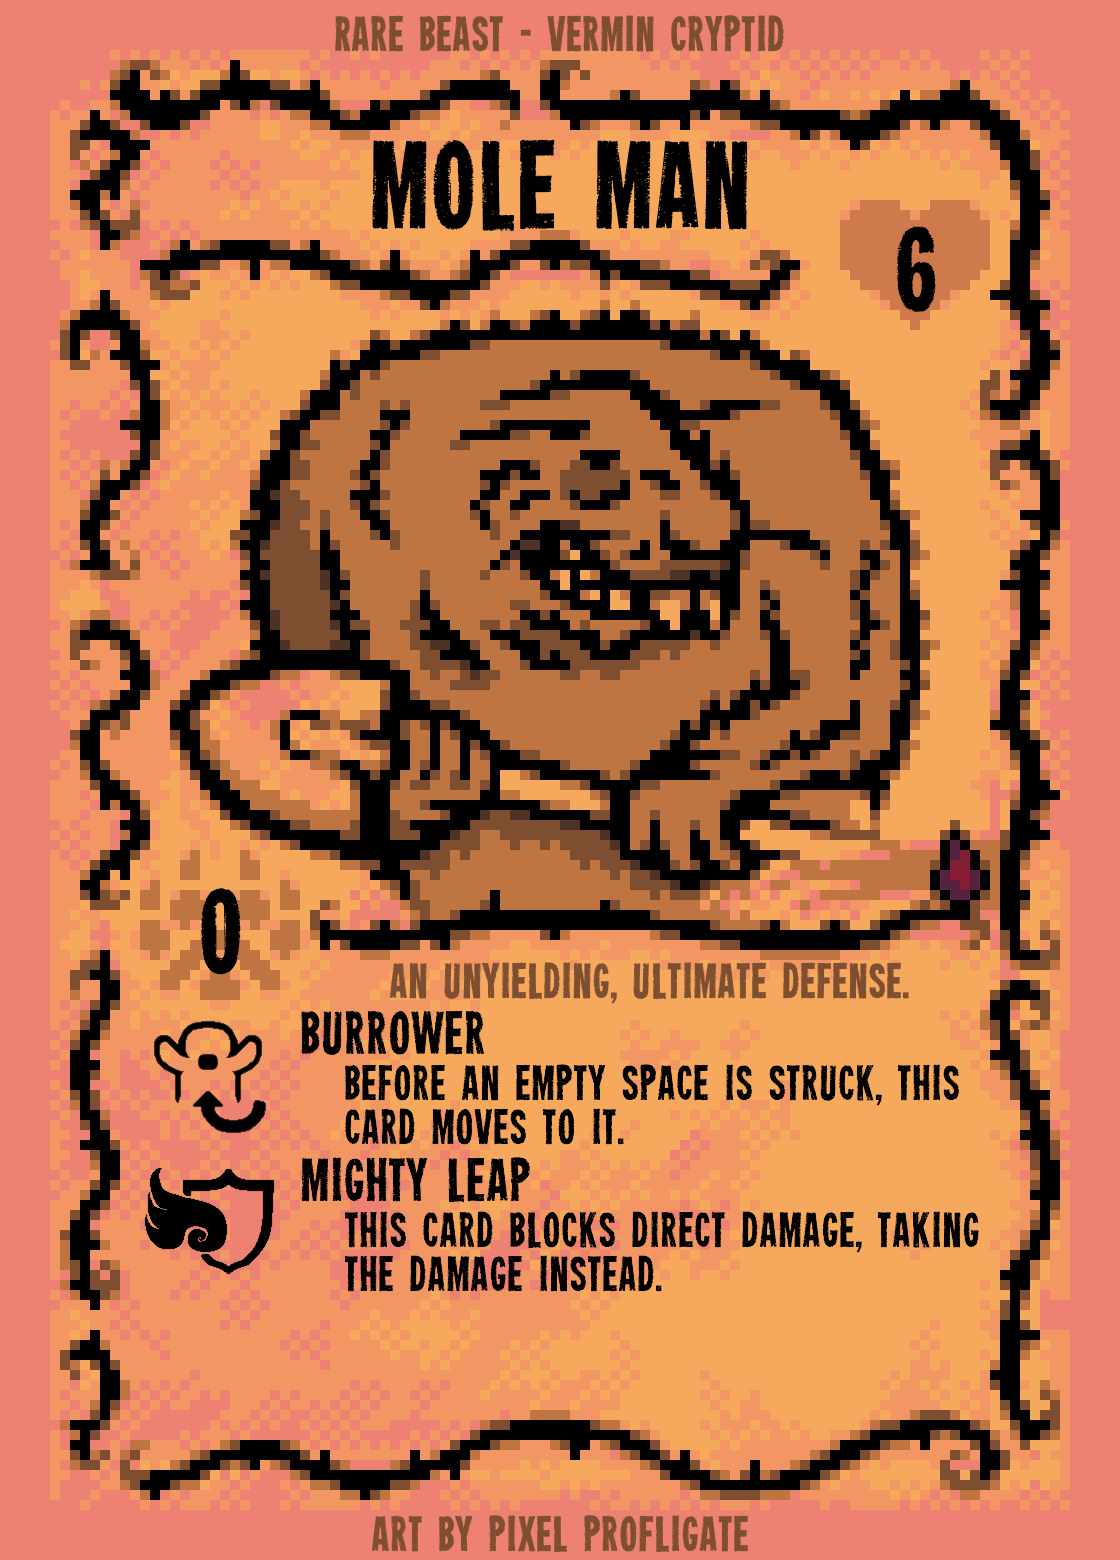 RARE BEAST - VERMIN CRYPTID
MOLE MAN
6
0
AN UNYIELDING, ULTIMATE DEFENSE.
BURROWER
BEFORE AN EMPTY SPACE IS STRUCK, THIS
CARD MOVES TO IT.
MIGHTY LEAP
THIS CARD BLOCKS DIRECT DAMAGE, TAKING
THE DAMAGE INSTEAD.
ART BY PIXEL PROFLIGATE